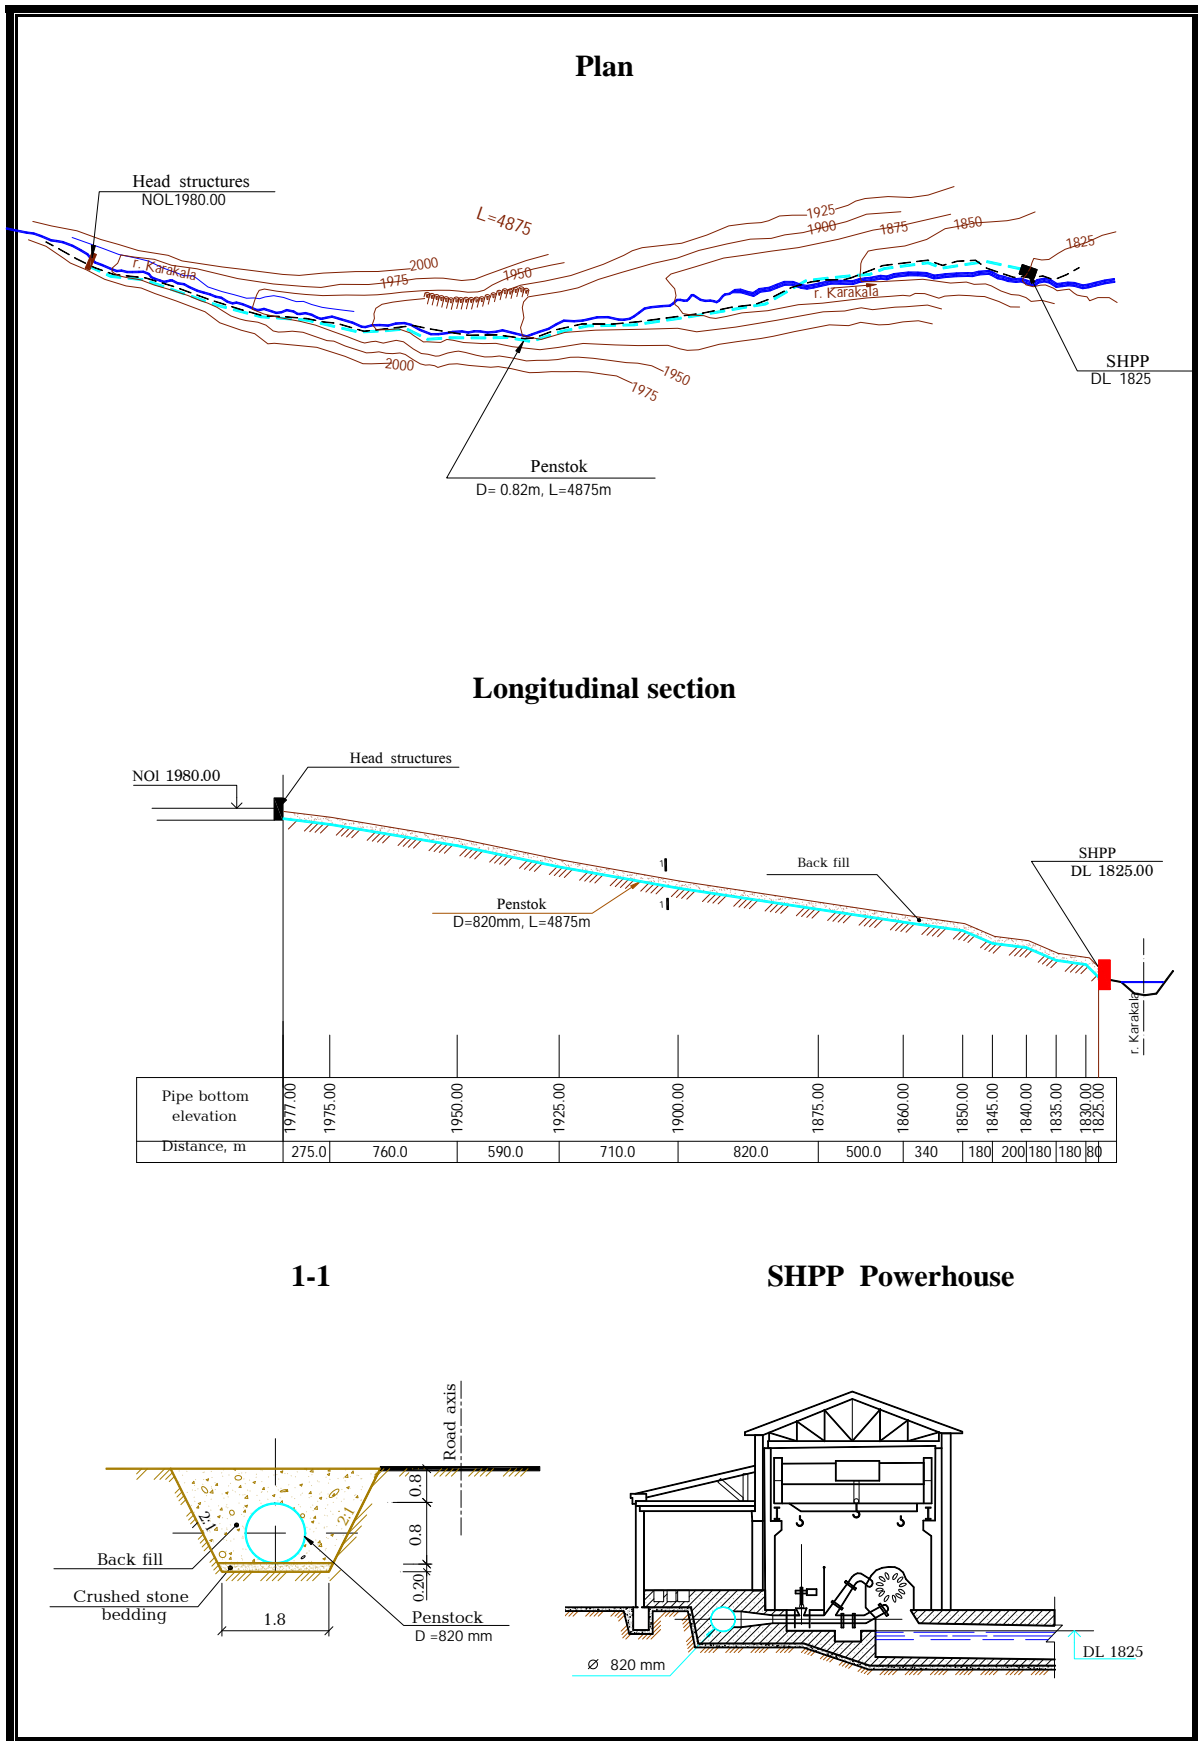 Plan
Head structures
NOL1980.00
L=4875
1925
1900
1875
1850
1825
2000
1975
1950
r. Karakala
r. Karakala
2000
1950
1975
SHPP
DL 1825
Penstok
D= 0.82m, L=4875m
Longitudinal section
Head structures
NOl 1980.00
1
1
Back fill
SHPP
DL 1825.00
Penstok
D=820mm, L=4875m
r. Karakala
Pipe bottom
elevation
1977.00 1975.00 1950.00 1925.00 1900.00 1875.00 1860.00 1850.00 1845.00 1840.00 1835.00 1830.00 1825.00
Distance, m
275.0 760.0 590.0 710.0 820.0 500.0 340 180 200 180 180 80
1-1
SHPP Powerhouse
Road axis
0.8
0.8
0.20
2:1
2:1
Back fill
Crushed stone
bedding
1.8
Penstock
D =820 mm
Ø 820 mm
DL 1825